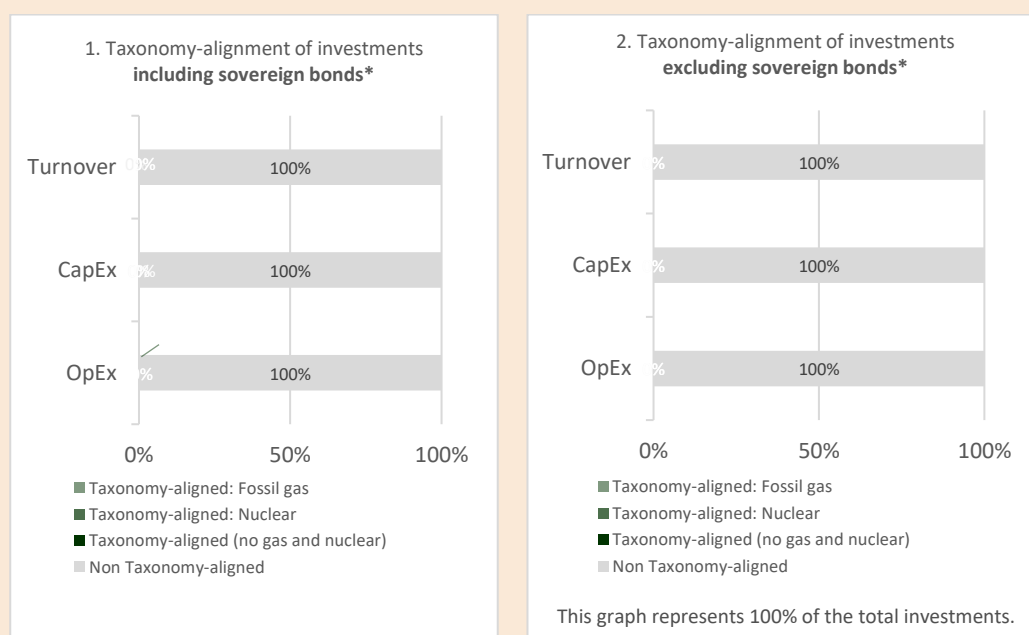 1. Taxonomy-alignment of investments
including sovereign bonds*
Turnover
100%
CapEx
100%
OpEx
100%
0%
50%
100%
Taxonomy-aligned: Fossil gas
Taxonomy-aligned: Nuclear
Taxonomy-aligned (no gas and nuclear)
Non Taxonomy-aligned
2. Taxonomy-alignment of investments
excluding sovereign bonds*
Turnover
100%
CapEx
100%
OpEx
100%
0%
50%
100%
Taxonomy-aligned: Fossil gas
Taxonomy-aligned: Nuclear
Taxonomy-aligned (no gas and nuclear)
Non Taxonomy-aligned
This graph represents 100% of the total investments.